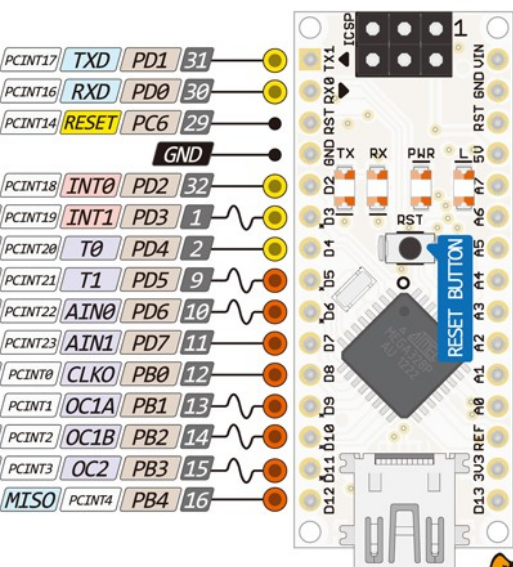 ICSP
1
PCINT17 TXD PD1 31 TX1 VIN
PCINT16 RXD PD0 30 RX0 GND
PCINT14 RESET PC6 29 RST RST
GND GND 5V
TX RX PWR L
PCINT18 INT0 PD2 32 D2 A7
PCINT19 INT1 PD3 1 D3 A6
RST
PCINT20 T0 PD4 2 D4 A5
RESET BUTTON
PCINT21 T1 PD5 9 D5 A4
PCINT22 AIN0 PD6 10 D6 A3
ATMEL
MEGA328P
AU 1222
PCINT23 AIN1 PD7 11 D7 A2
PCINT0 CLKO PB0 12 D8 A1
PCINT1 OC1A PB1 13 D9 A0
PCINT2 OC1B PB2 14 D10 REF
PCINT3 OC2 PB3 15 D11 3V3
MISO PCINT4 PB4 16 D12 D13